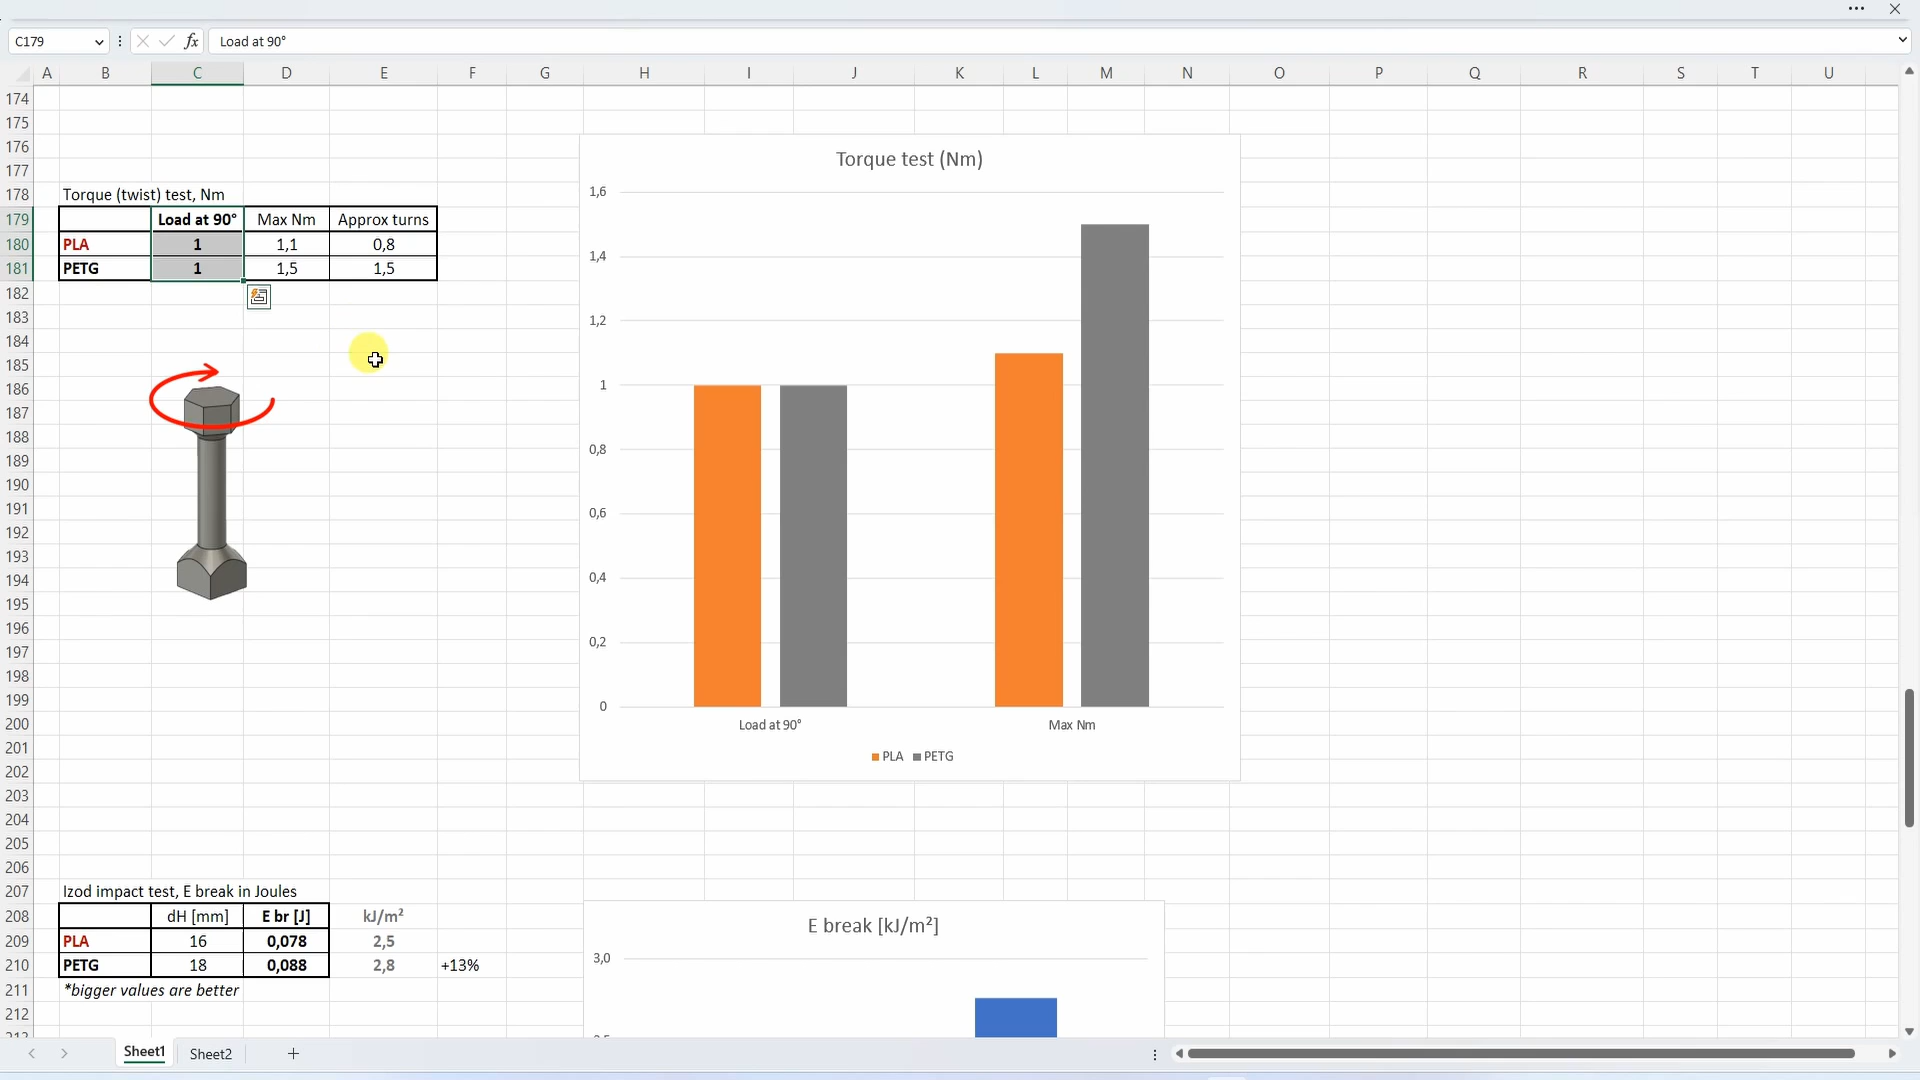 C179
fx
Load at 90°
A B C D E F G H I J K L M N O P Q R S T U
174
175
176
177
178 Torque (twist) test, Nm
179 Load at 90° Max Nm Approx turns
180 PLA 1 1,1 0,8
181 PETG 1 1,5 1,5
182
183
184
185
186
187
188
189
190
191
192
193
194
195
196
197
198
199
200
201
202
203
204
205
206
207 Izod impact test, E break in Joules
208 dH [mm] E br [J] kJ/m²
209 PLA 16 0,078 2,5
210 PETG 18 0,088 2,8 +13%
211 *bigger values are better
212
Torque test (Nm)
1,6
1,4
1,2
1
0,8
0,6
0,4
0,2
0
Load at 90° Max Nm
PLA PETG
E break [kJ/m²]
3,0
Sheet1 Sheet2